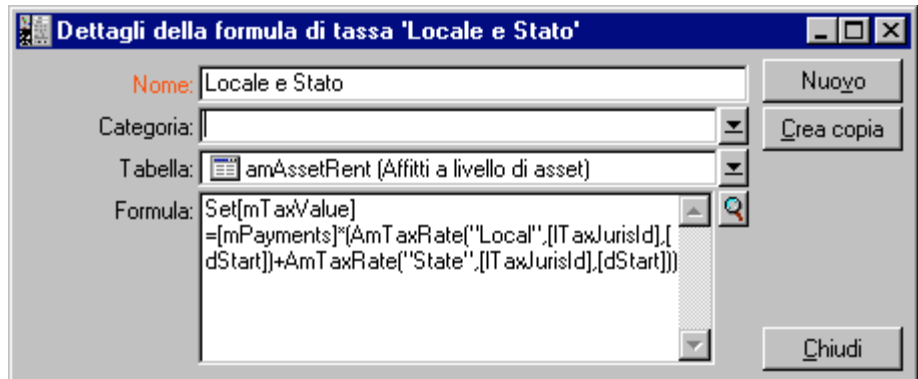 Dettagli della formula di tassa 'Locale e Stato'
Nome: Locale e Stato
Nuovo
Categoria:
Crea copia
Tabella: amAssetRent (Affitti a livello di asset)
Formula: Set[mTaxValue]
=[mPayments]*(AmTaxRate("Local",[lTaxJurisId],[
dStart])+AmTaxRate("State",[lTaxJurisId],[dStart]))
Chiudi